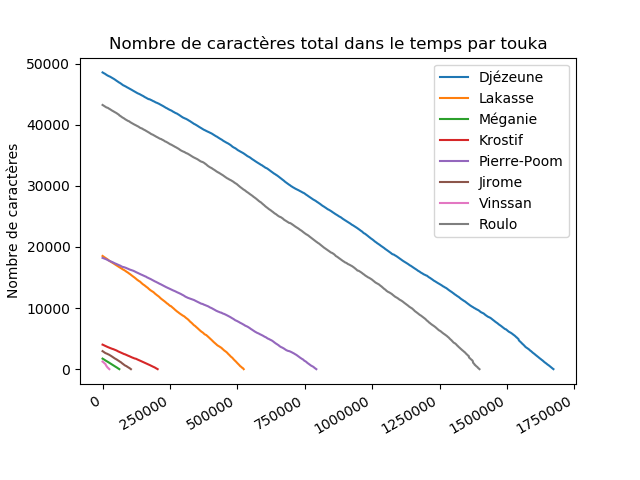 Nombre de caractères total dans le temps par touka
Nombre de caractères
50000
40000
30000
20000
10000
0
Djézeune
Lakasse
Méganie
Krostif
Pierre-Poom
Jirome
Vinssan
Roulo
0
250000
500000
750000
1000000
1250000
1500000
1750000